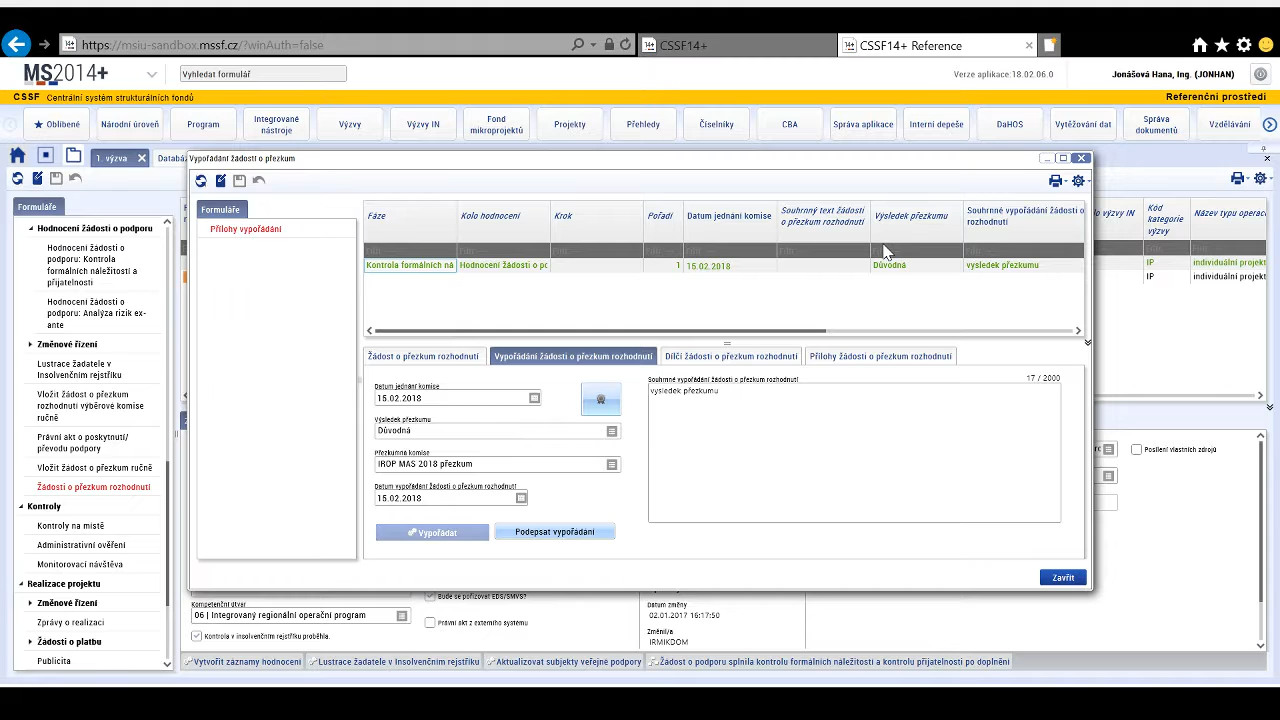 https://msiu-sandbox.mssf.cz/?winAuth=false
CSSF14+
CSSF14+ Reference
MS2014+
Vyhledat formulář
Verze aplikace:18.02.06.0
Jonášová Hana, Ing. (JONHAN)
CSSF Centrální systém strukturálních fondů
Referenční prostředí
Oblíbené
Národní úroveň
Program
Integrované nástroje
Výzvy
Výzvy IN
Fond mikroprojektů
Projekty
Přehledy
Číselníky
CBA
Správa aplikace
Interní depeše
DaHOS
Vytěžování dat
Správa dokumentů
Vzdělávání
1. výzva
Databáz
Vypořádání žádosti o přezkum
Formuláře
Hodnocení žádosti o podporu
Hodnocení žádosti o
podporu: Kontrola
formálních náležitostí a
přijatelnosti
Hodnocení žádosti o
podporu: Analýza rizik ex-
ante
Změnové řízení
Lustrace žadatele v
Insolvenčním rejstříku
Vložit žádost o přezkum
rozhodnutí výběrové komise
ručně
Právní akt o poskytnutí/
převodu podpory
Vložit žádost o přezkum ručně
Žádosti o přezkum rozhodnutí
Kontroly
Kontroly na místě
Administrativní ověření
Monitorovací návštěva
Realizace projektu
Změnové řízení
Zprávy o realizaci
Žádosti o platbu
Publicita
Formuláře
Přílohy vypořádání
Fáze
Kolo hodnocení
Krok
Pořadí
Datum jednání komise
Souhrnný text žádosti
o přezkum rozhodnutí
Výsledek přezkumu
Souhrnné vypořádání žádosti o
rozhodnutí
Kontrola formálních ná
Hodnocení žádosti o po
1
15.02.2018
Důvodná
vysledek přezkumu
Žádost o přezkum rozhodnutí
Vypořádání žádosti o přezkum rozhodnutí
Dílčí žádosti o přezkum rozhodnutí
Přílohy žádosti o přezkum rozhodnutí
Datum jednání komise
15.02.2018
Výsledek přezkumu
Důvodná
Přezkumná komise
IROP MAS 2018 přezkum
Datum vypořádání žádosti o přezkum rozhodnutí
15.02.2018
Vypořádat
Podepsat vypořádání
Souhrnné vypořádání žádosti o přezkum rozhodnutí
17 / 2000
vysledek přezkumu
Zavřít
o výzvy IN
Kód
kategorie
výzvy
Název typu operac
IP
individuální projekt
IP
individuální projekt
Posílení vlastních zdrojů
Kompetenční útvar
06 | Integrovaný regionální operační program
Kontrola v insolvenčním rejstříku proběhla.
Bude se pořizovat EDS/SMVS?
Právní akt z externího systému
Datum změny
02.01.2017 16:17:50
Změnil/a
IRMIKDOM
Vytvořit záznamy hodnocení
Lustrace žadatele v Insolvenčním rejstříku
Aktualizovat subjekty veřejné podpory
Žádost o podporu splnila kontrolu formálních náležitostí a kontrolu přijatelnosti po doplnění